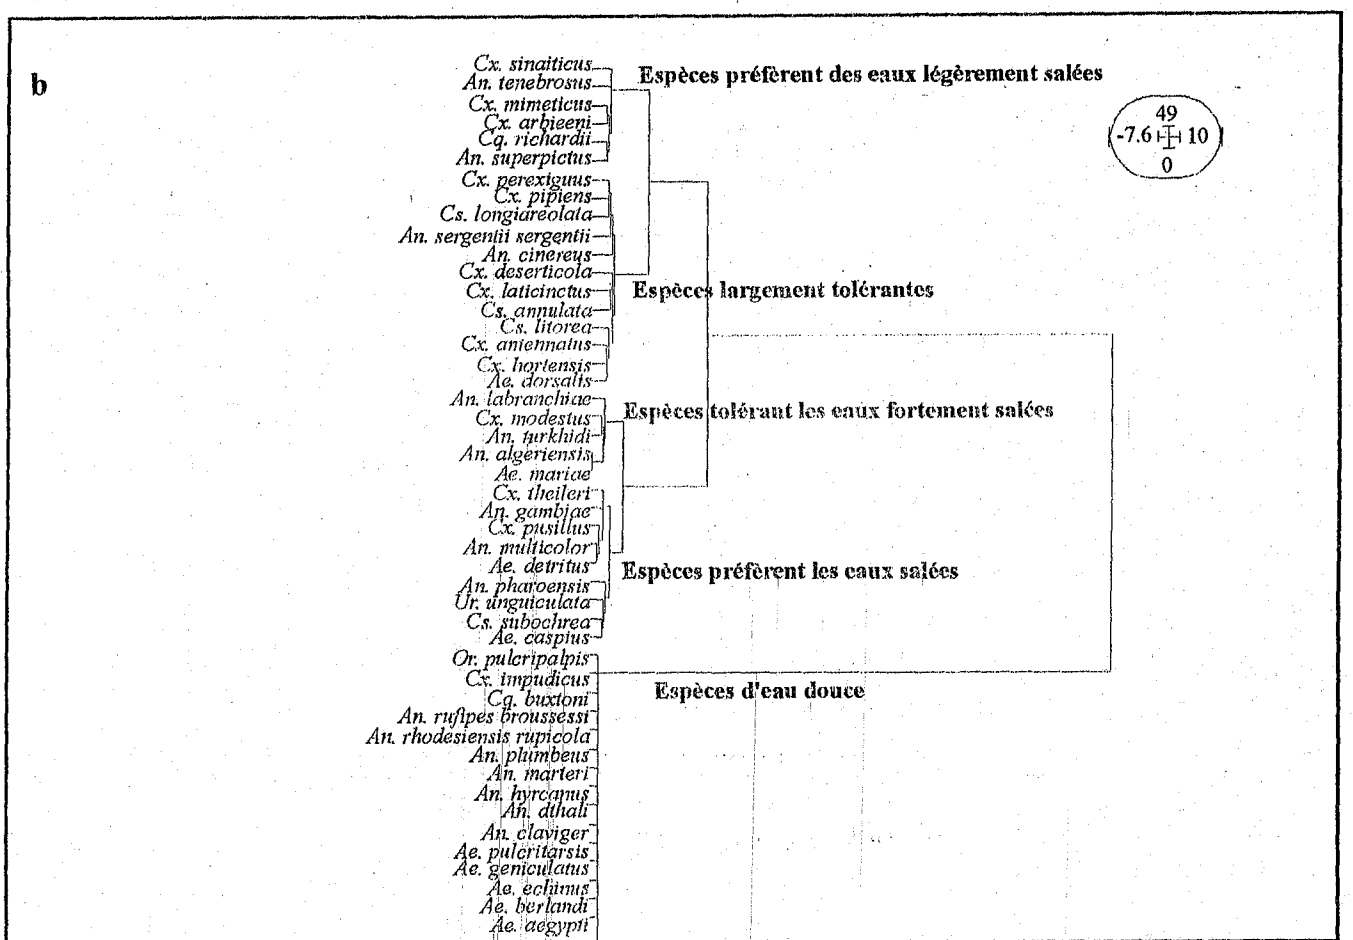 b
Cx. sinaiticus
Espèces préfèrent des eaux légèrement salées
An. tenebrosus
Cx. mimeticus
Cx. arbieeni
Cq. richardii
An. superpictus
49
-7.6 10
0
Cx. perexiguus
Cx. pipiens
Cs. longiareolata
An. sergentii sergentii
An. cinereus
Cx. deserticola
Cx. laticinctus
Espèces largement tolérantes
Cs. annulata
Cs. litorea
Cx. antennatus
Cx. hortensis
Ae. dorsalis
An. labranchiae
Espèces tolérant les eaux fortement salées
Cx. modestus
An. turkhidi
An. algeriensis
Ae. mariae
Cx. theileri
An. gambiae
Cx. pusillus
An. multicolor
Ae. detritus
Espèces préfèrent les eaux salées
An. pharoensis
Ur. unguiculata
Cs. subochrea
Ae. caspius
Or. pulcripalpis
Cx. impudicus
Espèces d'eau douce
Cq. buxtoni
An. rufipes broussessi
An. rhodesiensis rupicola
An. plumbeus
An. marteri
An. hyrcanus
An. dthali
An. claviger
Ae. pulcritarsis
Ae. geniculatus
Ae. echinus
Ae. berlandi
Ae. aegypti